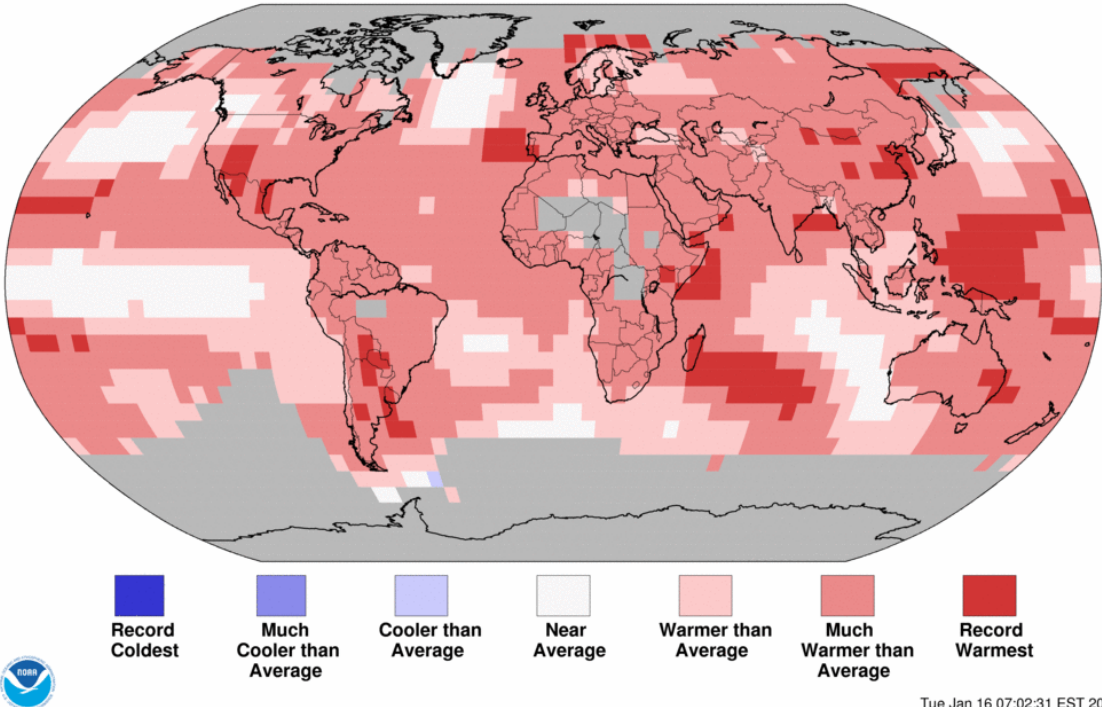 Record
Coldest
Much
Cooler than
Average
Cooler than
Average
Near
Average
Warmer than
Average
Much
Warmer than
Average
Record
Warmest
NOAA
Tue Jan 16 07:02:31 EST 20